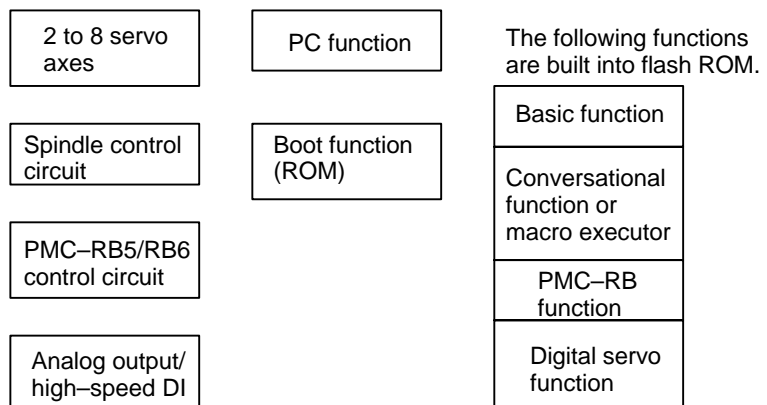 2 to 8 servo
axes
Spindle control
circuit
PMC–RB5/RB6
control circuit
Analog output/
high–speed DI
PC function
Boot function
(ROM)
The following functions
are built into flash ROM.
Basic function
Conversational
function or
macro executor
PMC–RB
function
Digital servo
function